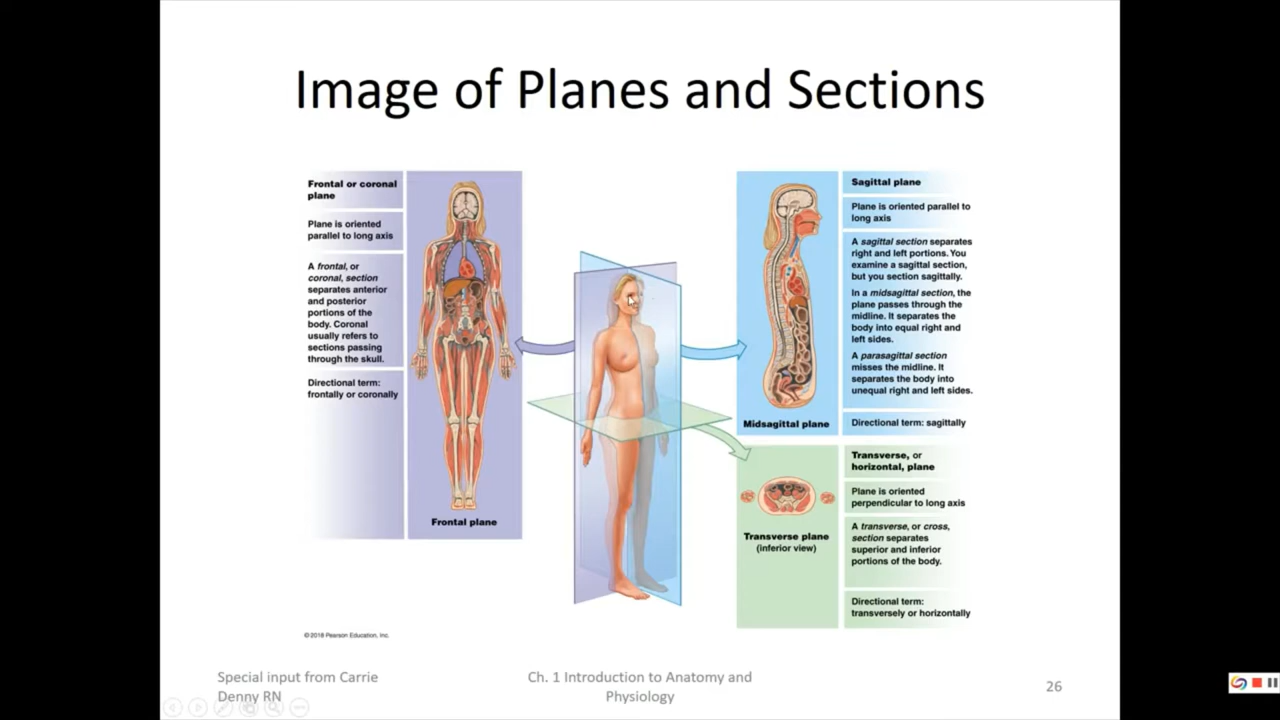 Image of Planes and Sections
Frontal or coronal
plane
Plane is oriented
parallel to long axis
A frontal, or
coronal, section
separates anterior
and posterior
portions of the
body. Coronal
usually refers to
sections passing
through the skull.
Directional term:
frontally or coronally
Frontal plane
Midsagittal plane
Sagittal plane
Plane is oriented parallel to
long axis
A sagittal section separates
right and left portions. You
examine a sagittal section,
but you section sagittally.
In a midsagittal section, the
plane passes through the
midline. It separates the
body into equal right and
left sides.
A parasagittal section
misses the midline. It
separates the body into
unequal right and left sides.
Directional term: sagittally
Transverse plane
(inferior view)
Transverse, or
horizontal, plane
Plane is oriented
perpendicular to long axis
A transverse, or cross,
section separates
superior and inferior
portions of the body.
Directional term:
transversely or horizontally
©2018 Pearson Education, Inc.
Special input from Carrie
Denny RN
Ch. 1 Introduction to Anatomy and
Physiology
26